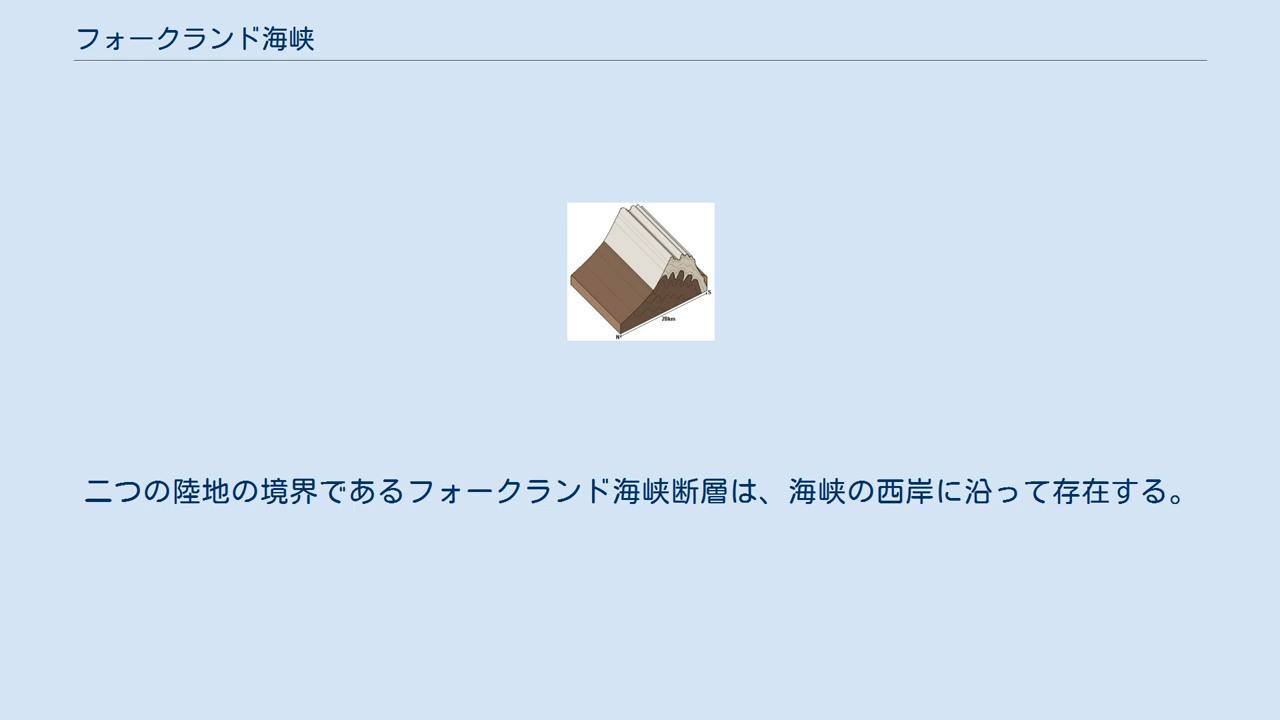 フォークランド海峡
S
20km
N
二つの陸地の境界であるフォークランド海峡断層は、海峡の西岸に沿って存在する。